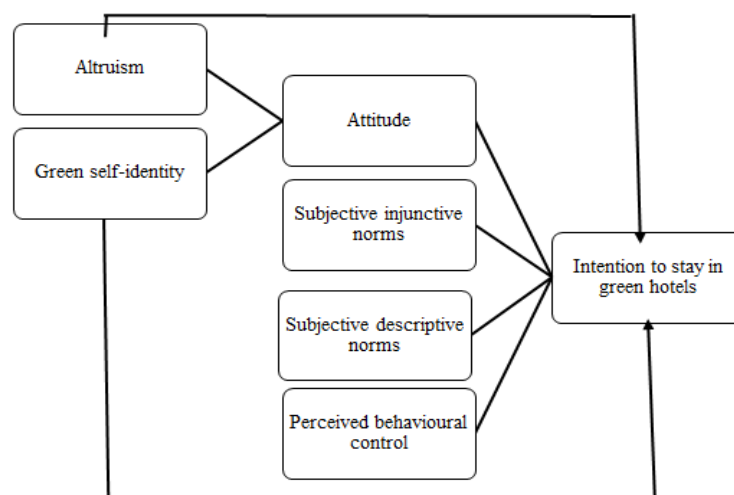 Altruism
Green self-identity
Attitude
Subjective injunctive
norms
Subjective descriptive
norms
Perceived behavioural
control
Intention to stay in
green hotels